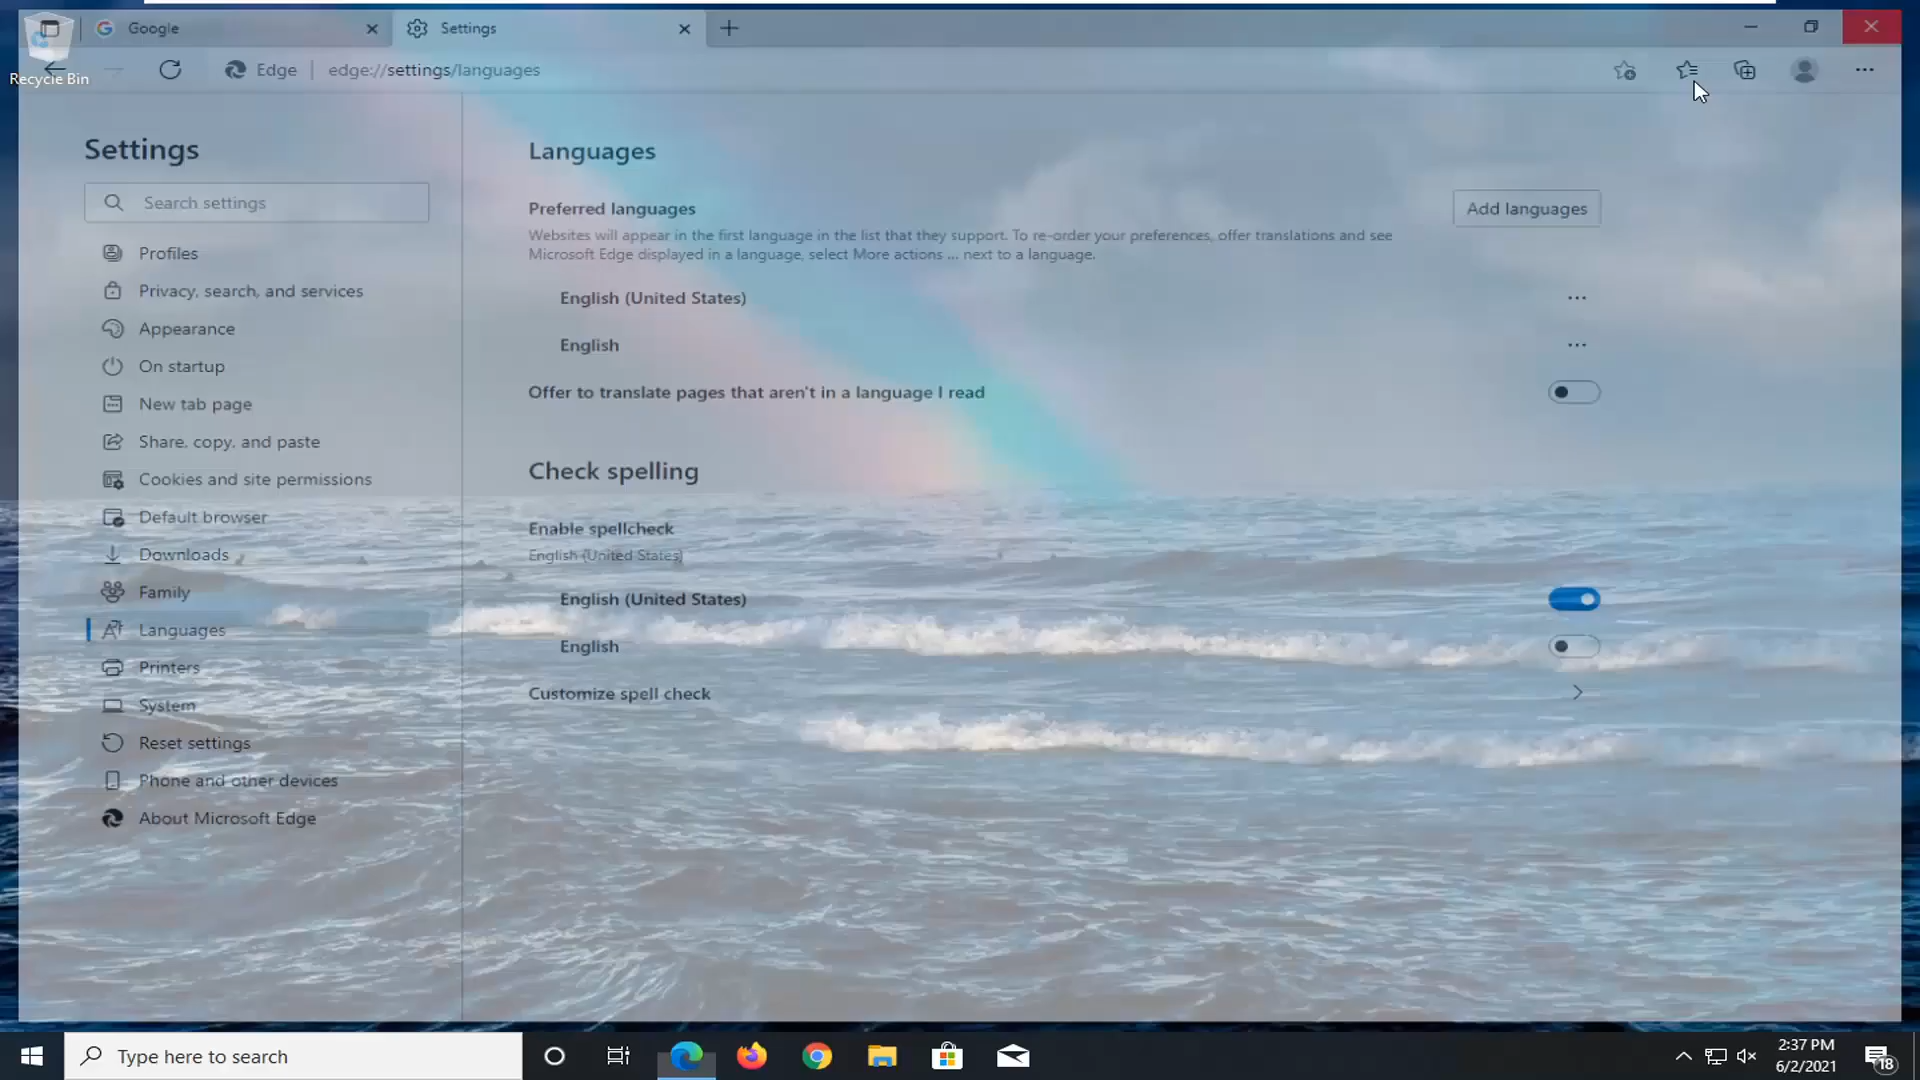 Google
Settings
Recycle Bin
Edge
edge://settings/languages
Settings
Search settings
Profiles
Privacy, search, and services
Appearance
On startup
New tab page
Share, copy, and paste
Cookies and site permissions
Default browser
Downloads
Family
Languages
Printers
System
Reset settings
Phone and other devices
About Microsoft Edge
Languages
Preferred languages
Add languages
Websites will appear in the first language in the list that they support. To re-order your preferences, offer translations and see
Microsoft Edge displayed in a language, select More actions ... next to a language.
English (United States)
English
Offer to translate pages that aren't in a language I read
Check spelling
Enable spellcheck
English (United States)
English (United States)
English
Customize spell check
Type here to search
2:37 PM
6/2/2021
18